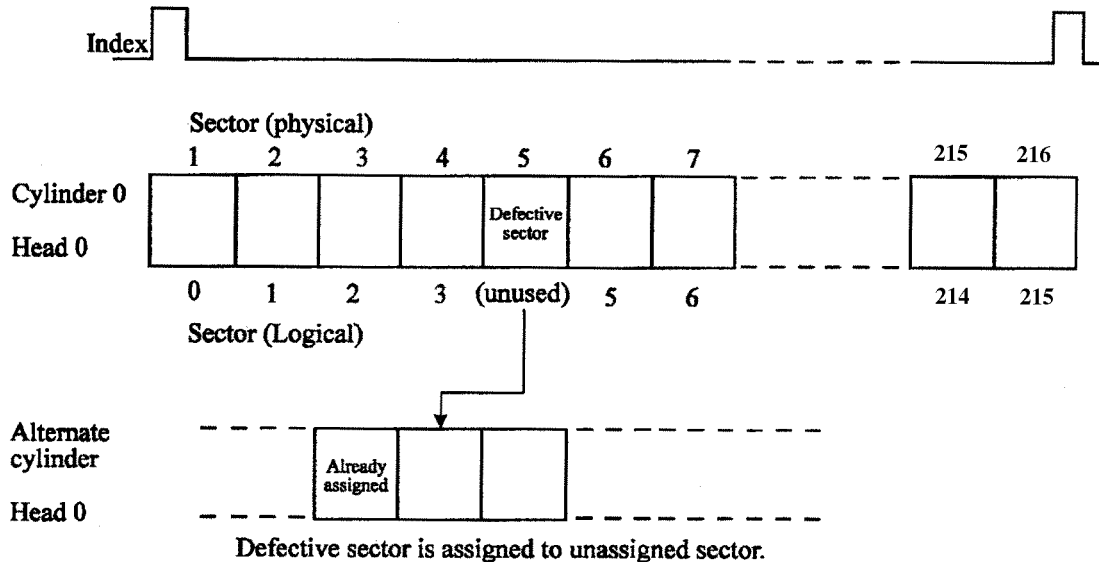 Index
Sector (physical)
1 2 3 4 5 6 7 215 216
Cylinder 0
Defective
sector
Head 0
0 1 2 3 (unused) 5 6 214 215
Sector (Logical)
Alternate
cylinder
Already
assigned
Head 0
Defective sector is assigned to unassigned sector.